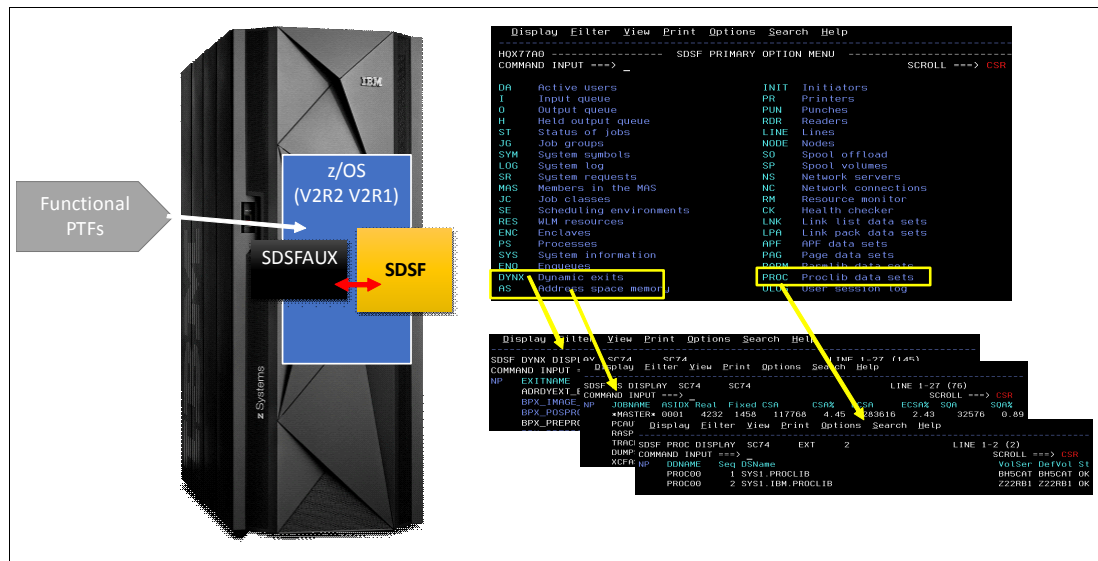 Functional
PTFs
IBM
z/OS
(V2R2 V2R1)
SDSFAUX
SDSF
z Systems
Display Filter View Print Options Search Help
HQX77A0 ----------------- SDSF PRIMARY OPTION MENU --------------------------
COMMAND INPUT ===> _ SCROLL ===> CSR
DA Active users INIT Initiators
I Input queue PR Printers
O Output queue PUN Punches
H Held output queue RDR Readers
ST Status of jobs LINE Lines
JG Job groups NODE Nodes
SYM System symbols SO Spool offload
LOG System log SP Spool volumes
SR System requests NS Network servers
MAS Members in the MAS NC Network connections
JC Job classes RM Resource monitor
SE Scheduling environments CK Health checker
RES WLM resources LNK Link list data sets
ENC Enclaves LPA Link pack data sets
PS Processes APF APF data sets
SYS System information PAG Page data sets
ENQ Enqueues PARM Parmlib data sets
DYNX Dynamic exits PROC Proclib data sets
AS Address space memory ULOG User session log
Display Filter View Print Options Search Help
SDSF DYNX DISPLAY SC74 SC74 LINE 1-27 (145)
COMMAND INPUT =
NP EXITNAME
ADRDYEXT_
BPX_IMAGE_
BPX_POSPRO
BPX_PREPRO
Display Filter View Print Options Search Help
SDSF AS DISPLAY SC74 SC74 LINE 1-27 (76)
COMMAND INPUT ===> SCROLL ===> CSR
NP JOBNAME ASIDX Real Fixed CSA CSA% ECSA ECSA% SQA SQA%
*MASTER* 0001 4232 1458 117768 4.45 283616 2.43 32576 0.89
PCAU
RASP
TRAC
DUMP
XCFA
Display Filter View Print Options Search Help
SDSF PROC DISPLAY SC74 EXT 2 LINE 1-2 (2)
COMMAND INPUT ===> _ SCROLL ===> CSR
NP DDNAME Seq DSName VolSer DefVol St
PROC00 1 SYS1.PROCLIB BH5CAT BH5CAT OK
PROC00 2 SYS1.IBM.PROCLIB Z22RB1 Z22RB1 OK